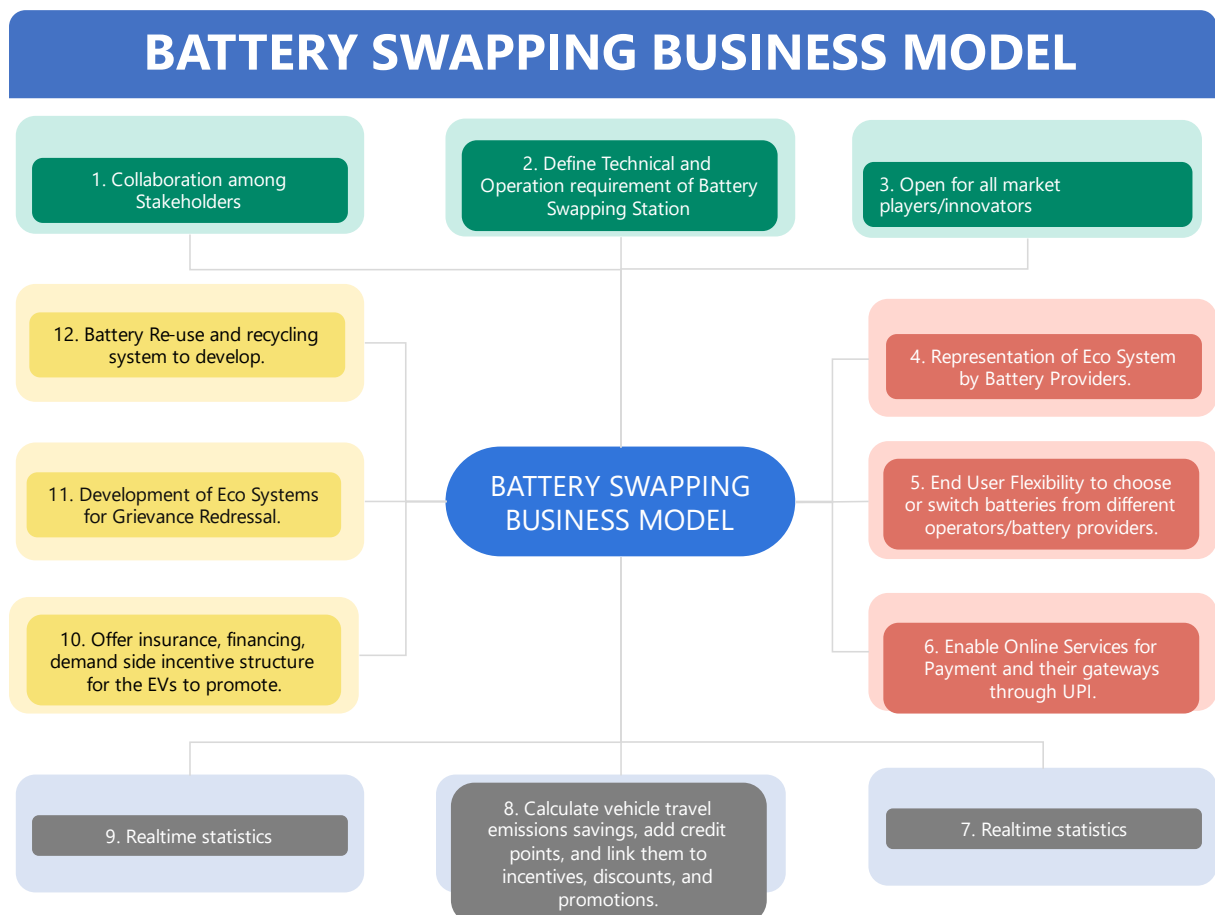 BATTERY SWAPPING BUSINESS MODEL
1. Collaboration among
Stakeholders
2. Define Technical and
Operation requirement of Battery
Swapping Station
3. Open for all market
players/innovators
12. Battery Re-use and recycling
system to develop.
4. Representation of Eco System
by Battery Providers.
BATTERY SWAPPING
BUSINESS MODEL
11. Development of Eco Systems
for Grievance Redressal.
5. End User Flexibility to choose
or switch batteries from different
operators/battery providers.
10. Offer insurance, financing,
demand side incentive structure
for the EVs to promote.
6. Enable Online Services for
Payment and their gateways
through UPI.
9. Realtime statistics
8. Calculate vehicle travel
emissions savings, add credit
points, and link them to
incentives, discounts, and
promotions.
7. Realtime statistics